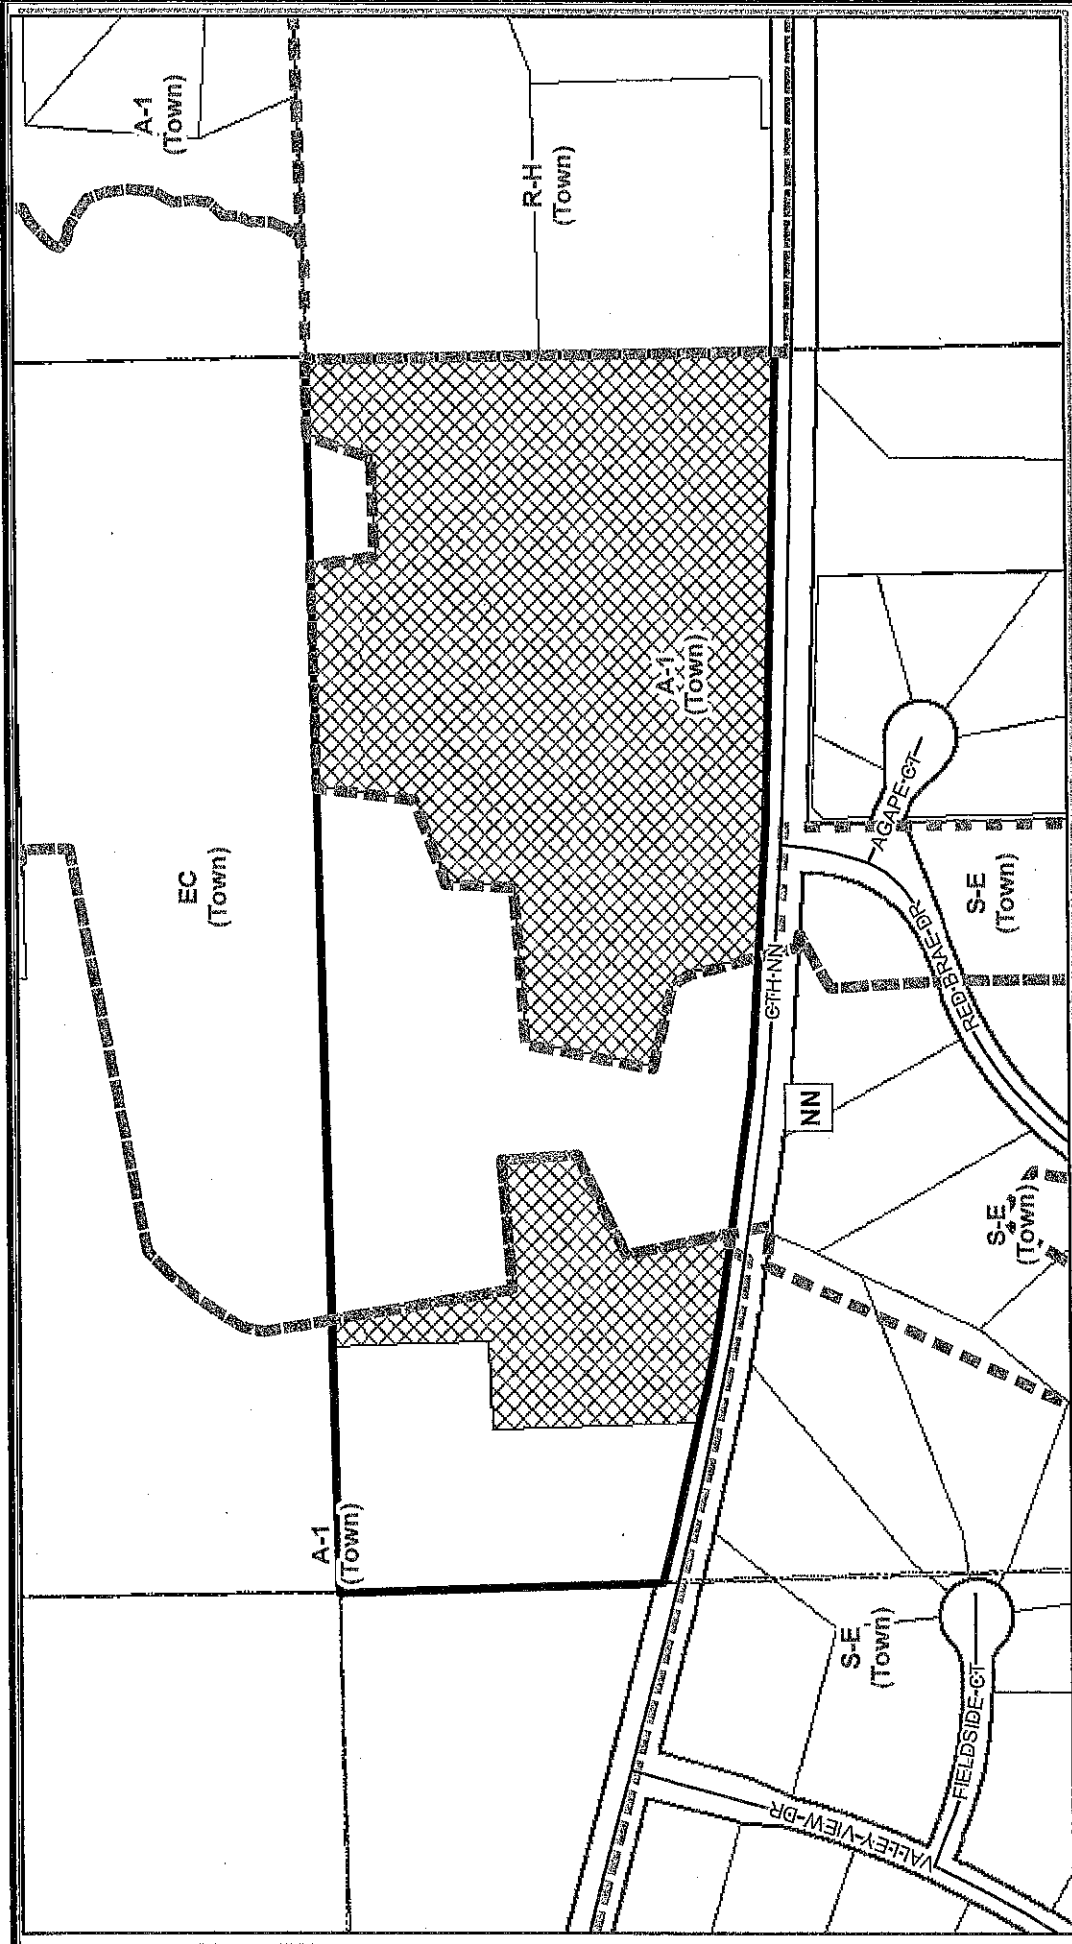 A-1
(Town)
EC
(Town)
A-1
(Town)
R-H
(Town)
A-1
(Town)
CTH-NN
NN
VALLEY-VIEW-DR
S-E
(Town)
FIELDSIDE-CT
S-E
(Town)
RED-BRAE-DR
AGAPE-CT
S-E
(Town)